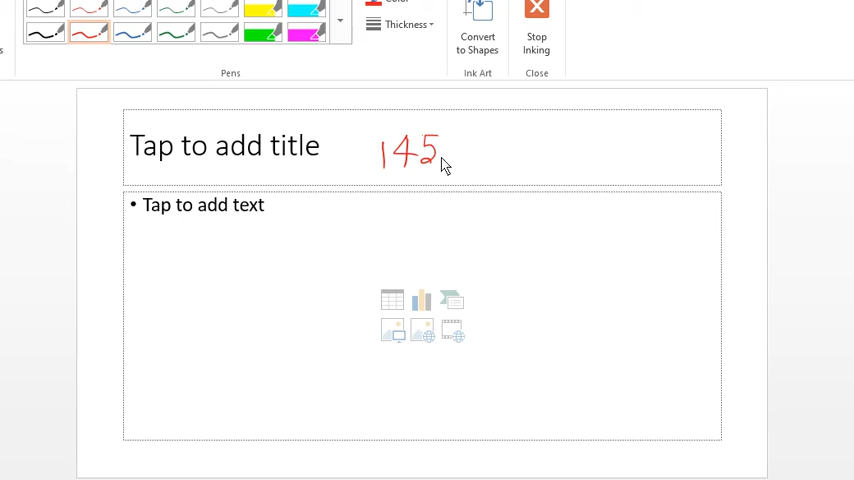 Color
Thickness
Convert to Shapes
Stop Inking
Pens
Ink Art
Close
Tap to add title
145
• Tap to add text